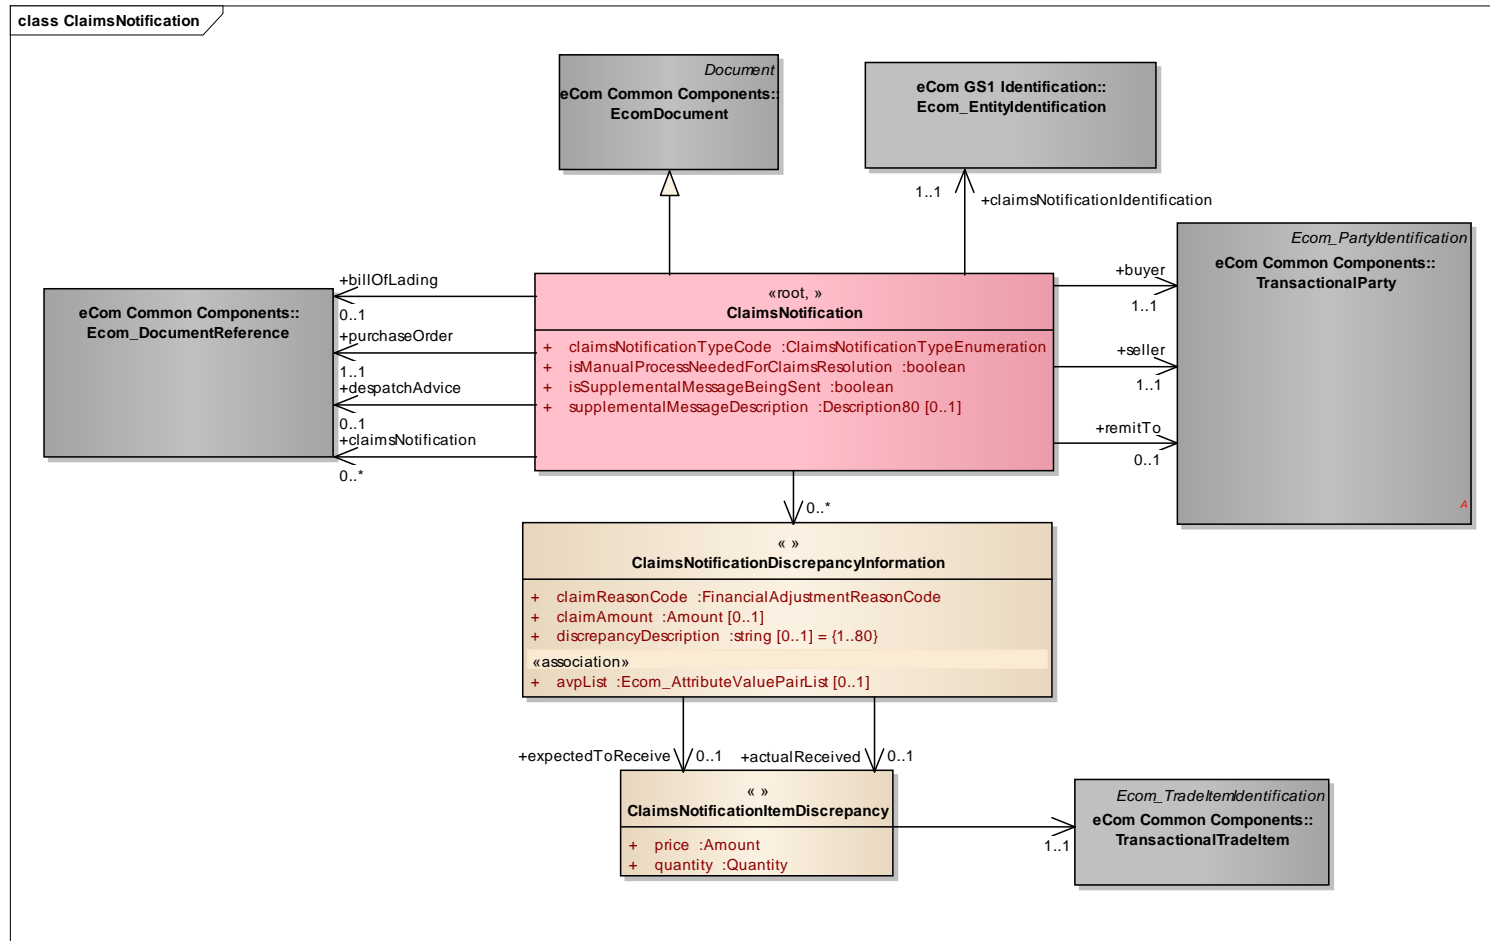 class ClaimsNotification
Document
eCom Common Components::
EcomDocument
eCom GS1 Identification::
Ecom_EntityIdentification
1..1
+claimsNotificationIdentification
Ecom_PartyIdentification
eCom Common Components::
TransactionalParty
A
+buyer
1..1
+seller
1..1
+remitTo
0..1
eCom Common Components::
Ecom_DocumentReference
+billOfLading
0..1
+purchaseOrder
1..1
+despatchAdvice
0..1
+claimsNotification
0..*
«root, »
ClaimsNotification
+ claimsNotificationTypeCode :ClaimsNotificationTypeEnumeration
+ isManualProcessNeededForClaimsResolution :boolean
+ isSupplementalMessageBeingSent :boolean
+ supplementalMessageDescription :Description80 [0..1]
0..*
« »
ClaimsNotificationDiscrepancyInformation
+ claimReasonCode :FinancialAdjustmentReasonCode
+ claimAmount :Amount [0..1]
+ discrepancyDescription :string [0..1] = {1..80}
«association»
+ avpList :Ecom_AttributeValuePairList [0..1]
+expectedToReceive 0..1
+actualReceived 0..1
« »
ClaimsNotificationItemDiscrepancy
+ price :Amount
+ quantity :Quantity
1..1
Ecom_TradeItemIdentification
eCom Common Components::
TransactionalTradeItem